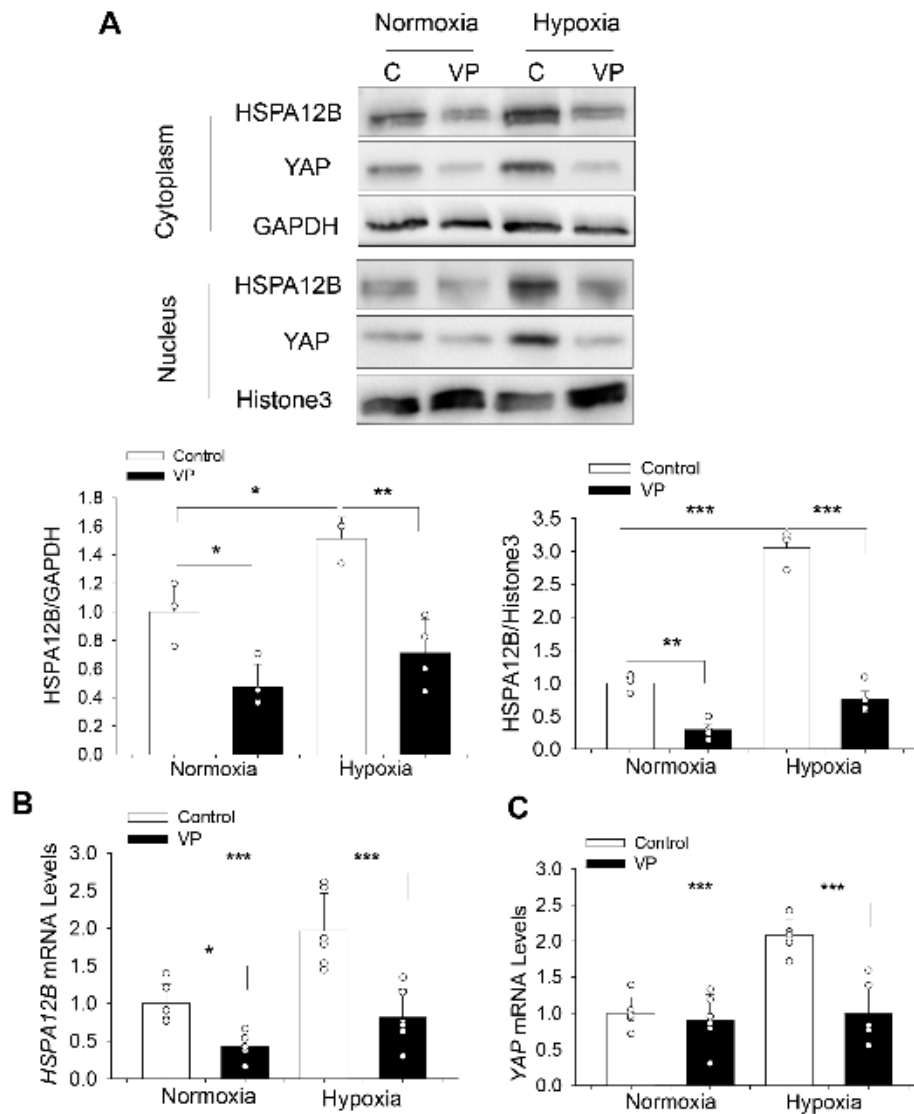 A
Normoxia Hypoxia
C VP C VP
Cytoplasm
HSPA12B
YAP
GAPDH
Nucleus
HSPA12B
YAP
Histone3
Control
VP
HSPA12B/GAPDH
1.8
1.6
1.4
1.2
1.0
0.8
0.6
0.4
0.2
0.0
* **
*
Normoxia Hypoxia
Control
VP
HSPA12B/Histone3
3.5
3.0
2.5
2.0
1.5
1.0
0.5
0.0
*** ***
**
Normoxia Hypoxia
B
Control
VP
HSPA12B mRNA Levels
3.0
2.5
2.0
1.5
1.0
0.5
0.0
*** ***
*
Normoxia Hypoxia
C
Control
VP
YAP mRNA Levels
3.0
2.5
2.0
1.5
1.0
0.5
0.0
*** ***
Normoxia Hypoxia